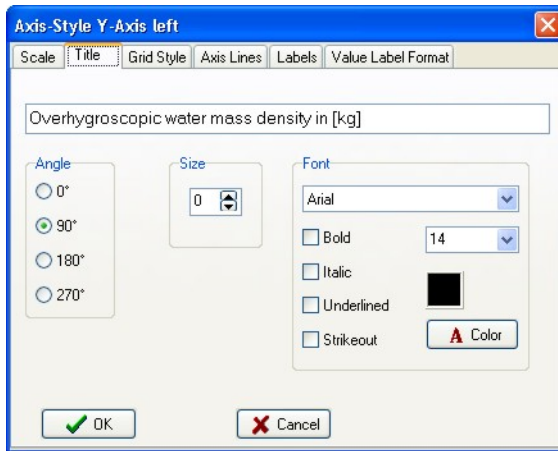 Axis-Style Y-Axis left
Scale Title Grid Style Axis Lines Labels Value Label Format
Overhygroscopic water mass density in [kg]
Angle
0°
90°
180°
270°
Size
0
Font
Arial
Bold 14
Italic
Underlined
Strikeout
A Color
OK Cancel